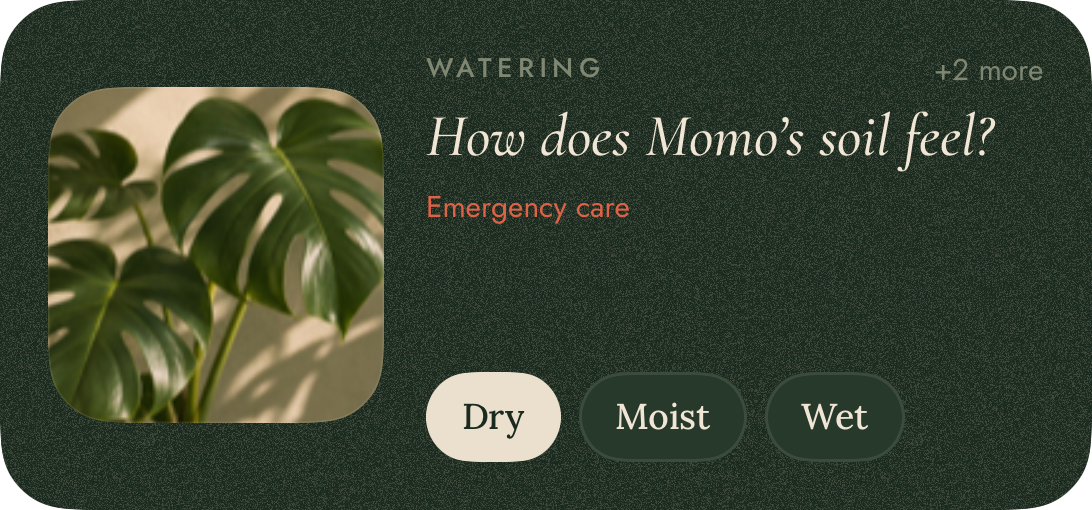 WATERING
+2 more
How does Momo’s soil feel?
Emergency care
Dry
Moist
Wet